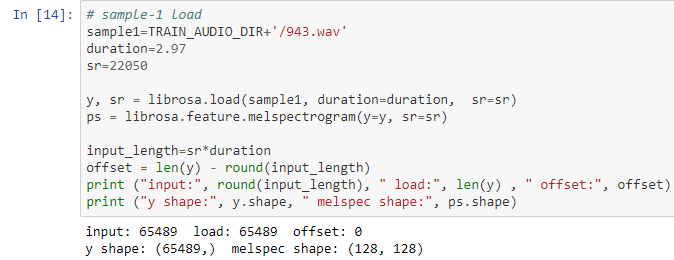 In [14]: # sample-1 load
sample1=TRAIN_AUDIO_DIR+'/943.wav'
duration=2.97
sr=22050
y, sr = librosa.load(sample1, duration=duration,  sr=sr)
ps = librosa.feature.melspectrogram(y=y, sr=sr)
input_length=sr*duration
offset = len(y) - round(input_length)
print ("input:", round(input_length), " load:", len(y) , " offset:", offset)
print ("y shape:", y.shape, " melspec shape:", ps.shape)
input: 65489  load: 65489  offset: 0
y shape: (65489,)  melspec shape: (128, 128)